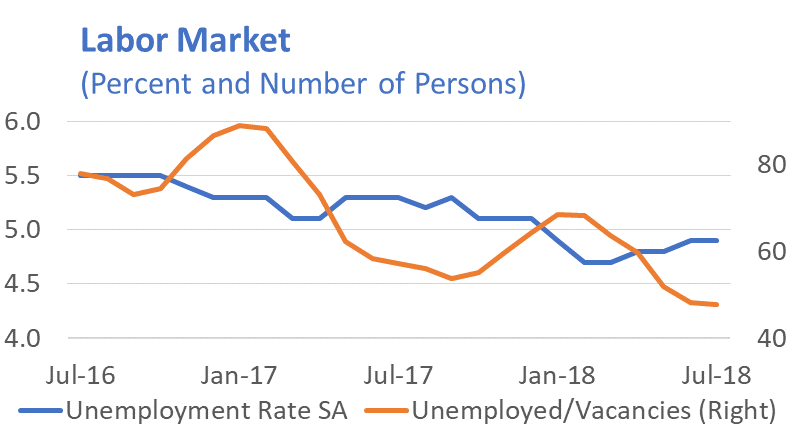 Labor Market
(Percent and Number of Persons)
6.0
5.5
5.0
4.5
4.0
80
60
40
Jul-16 Jan-17 Jul-17 Jan-18 Jul-18
Unemployment Rate SA Unemployed/Vacancies (Right)